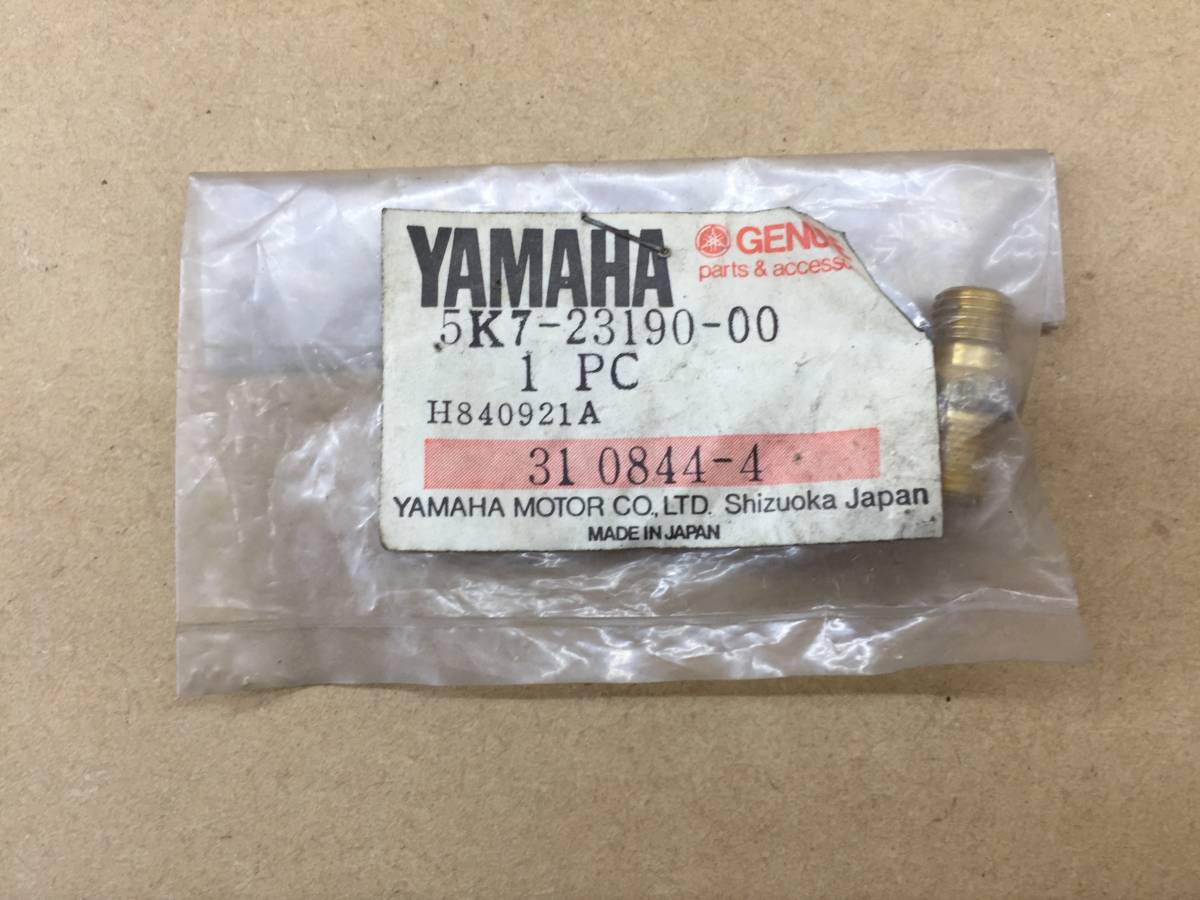 YAMAHA
GENU
parts & accesso
5K7-23190-00
1 PC
H840921A
31 0844-4
YAMAHA MOTOR CO., LTD. Shizuoka Japan
MADE IN JAPAN